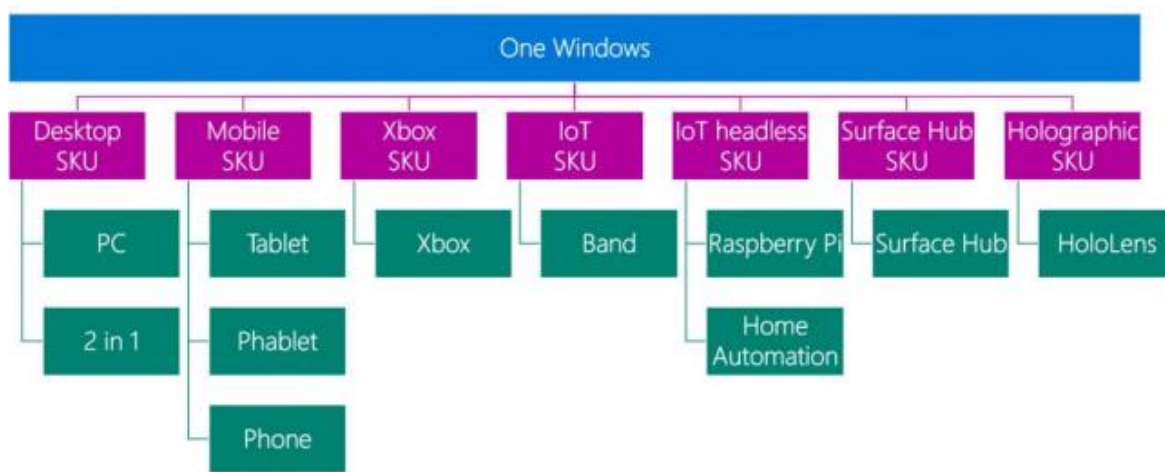 One Windows
Desktop
SKU
Mobile
SKU
Xbox
SKU
IoT
SKU
IoT headless
SKU
Surface Hub
SKU
Holographic
SKU
PC
Tablet
Xbox
Band
Raspberry Pi
Surface Hub
HoloLens
2 in 1
Phablet
Home
Automation
Phone